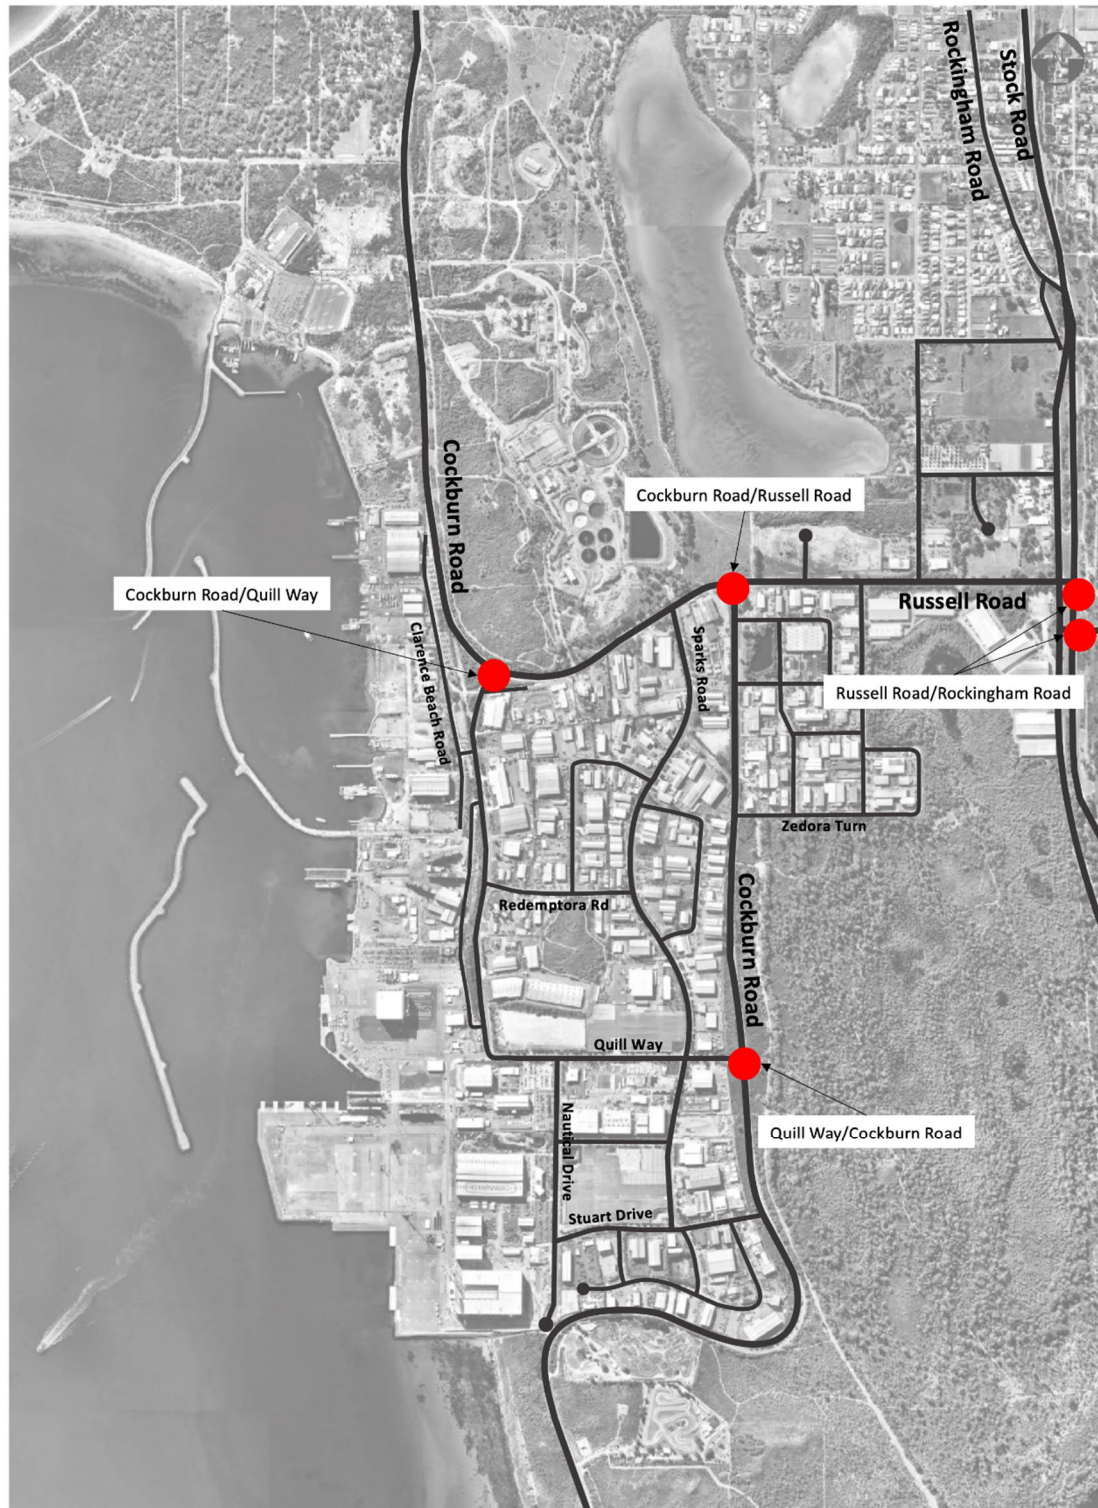 Rockingham Road
Stock Road
Cockburn Road
Cockburn Road/Russell Road
Cockburn Road/Quill Way
Russell Road
Clarence Beach Road
Sparks Road
Russell Road/Rockingham Road
Zedora Turn
Cockburn Road
Redemptora Rd
Quill Way
Nautical Drive
Quill Way/Cockburn Road
Stuart Drive